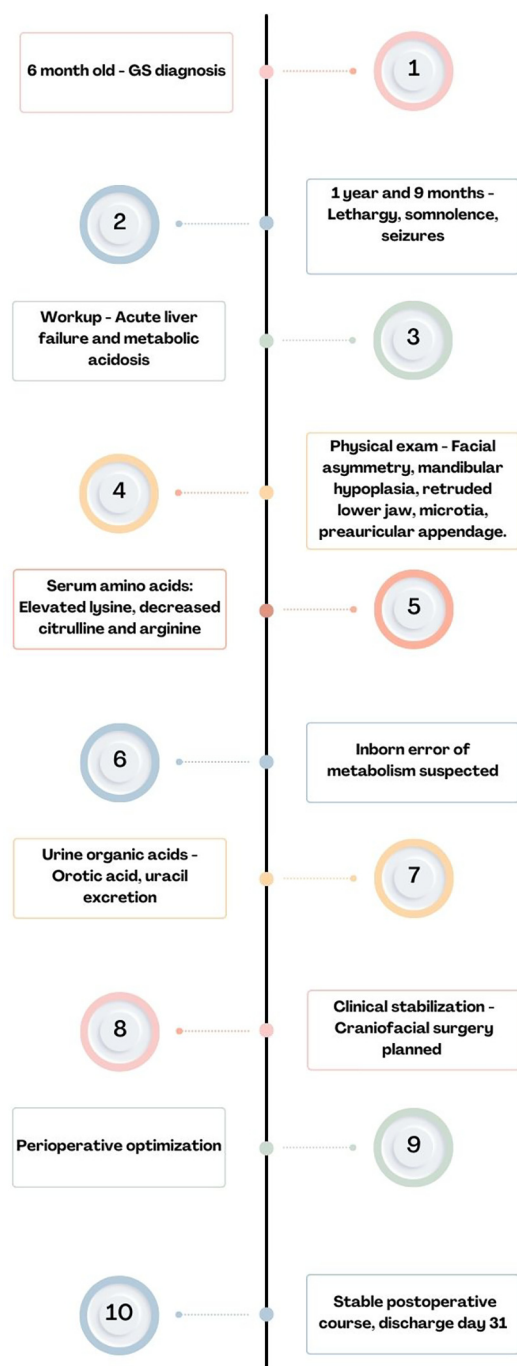 6 month old - GS diagnosis
1
2
1 year and 9 months -
Lethargy, somnolence,
seizures
Workup - Acute liver
failure and metabolic
acidosis
3
4
Physical exam - Facial
asymmetry, mandibular
hypoplasia, retruded
lower jaw, microtia,
preauricular appendage.
Serum amino acids:
Elevated lysine, decreased
citrulline and arginine
5
6
Inborn error of
metabolism suspected
Urine organic acids -
Orotic acid, uracil
excretion
7
8
Clinical stabilization -
Craniofacial surgery
planned
Perioperative optimization
9
10
Stable postoperative
course, discharge day 31